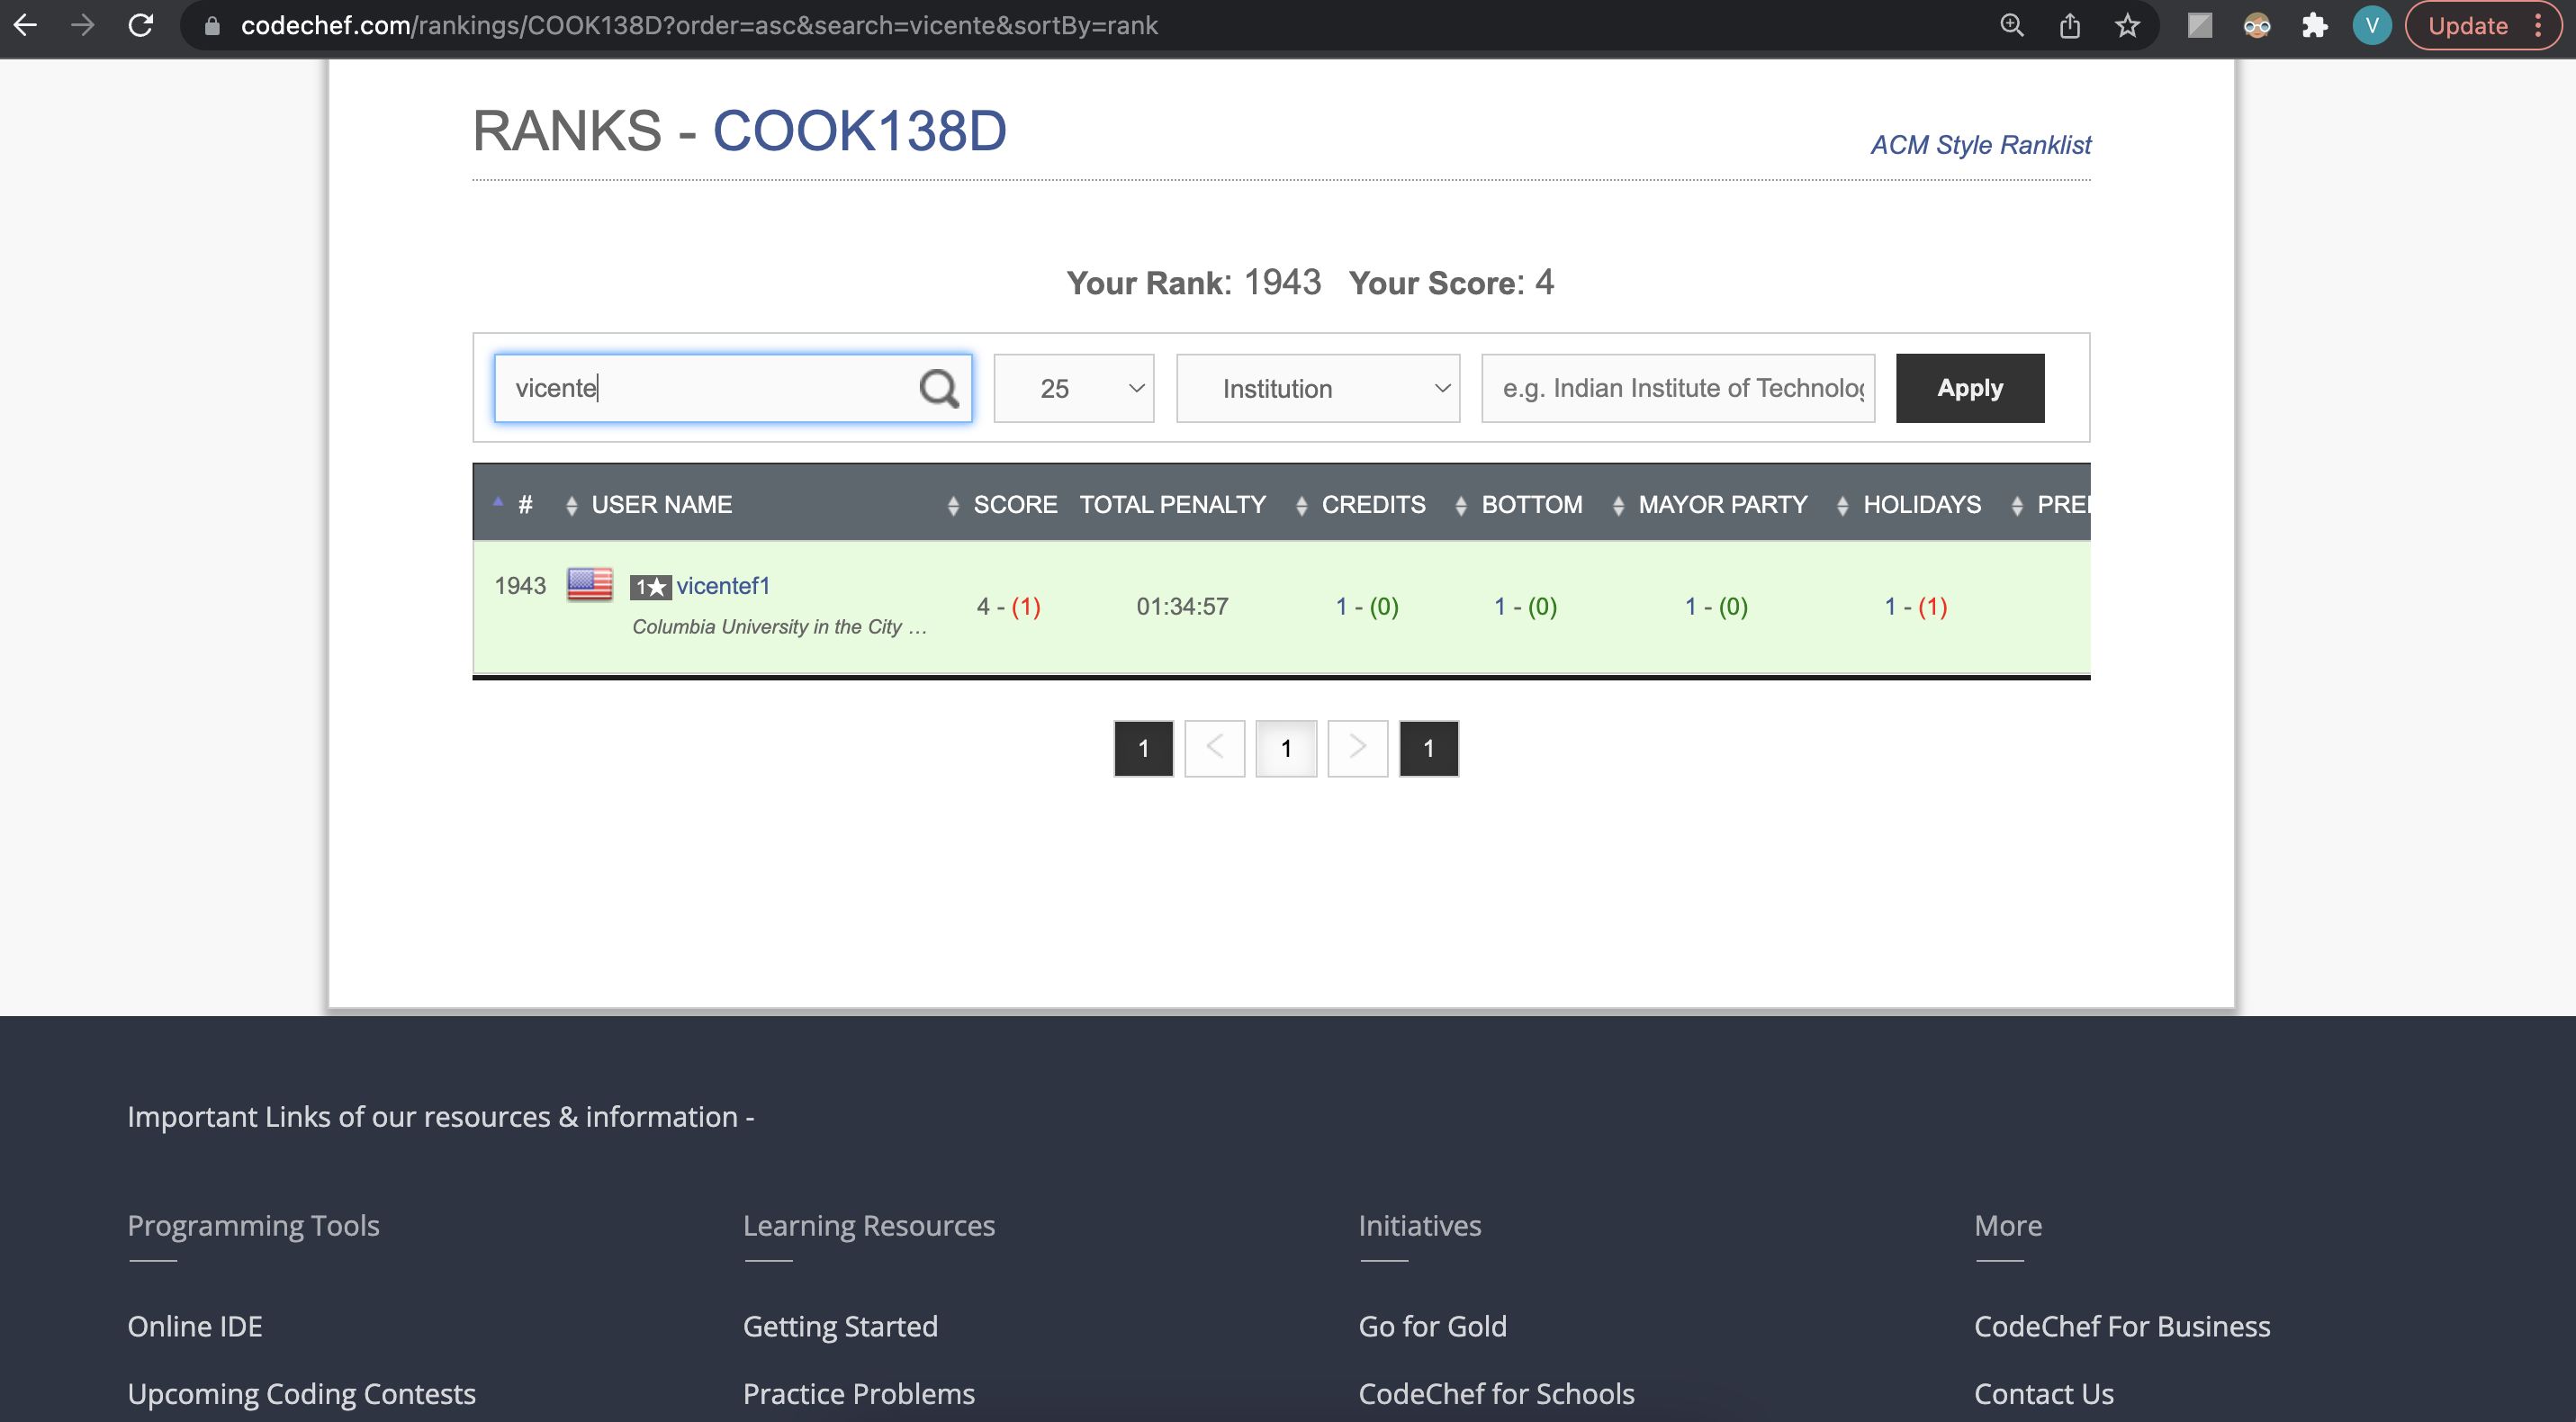 codechef.com/rankings/COOK138D?order=asc&search=vicente&sortBy=rank
V
Update
RANKS - COOK138D
ACM Style Ranklist
Your Rank: 1943 Your Score: 4
vicente
25
Institution
e.g. Indian Institute of Technolog
Apply
# USER NAME SCORE TOTAL PENALTY CREDITS BOTTOM MAYOR PARTY HOLIDAYS PRE
1943 1★ vicentef1 4 - (1) 01:34:57 1 - (0) 1 - (0) 1 - (0) 1 - (1)
Columbia University in the City ...
1 < 1 > 1
Important Links of our resources & information -
Programming Tools Learning Resources Initiatives More
Online IDE Getting Started Go for Gold CodeChef For Business
Upcoming Coding Contests Practice Problems CodeChef for Schools Contact Us